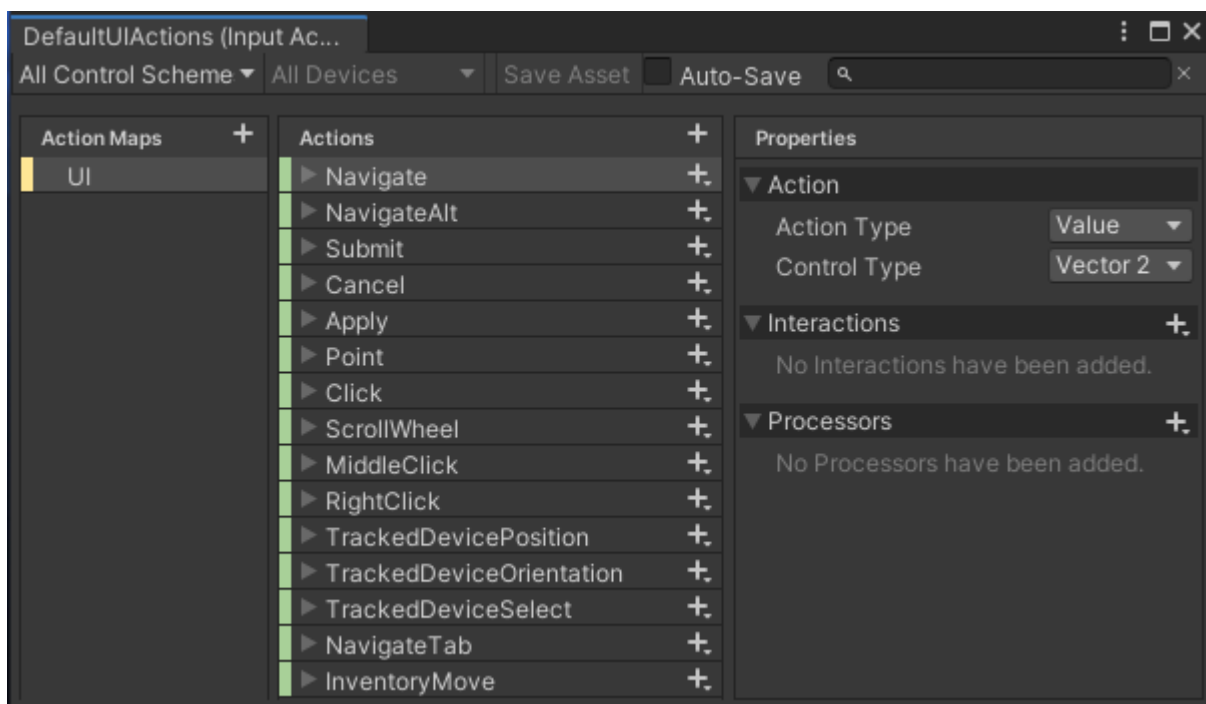 DefaultUIActions (Input Ac...
All Control Scheme All Devices Save Asset Auto-Save
Action Maps
UI
Actions
Navigate
NavigateAlt
Submit
Cancel
Apply
Point
Click
ScrollWheel
MiddleClick
RightClick
TrackedDevicePosition
TrackedDeviceOrientation
TrackedDeviceSelect
NavigateTab
InventoryMove
Properties
Action
Action Type Value
Control Type Vector 2
Interactions
No Interactions have been added.
Processors
No Processors have been added.